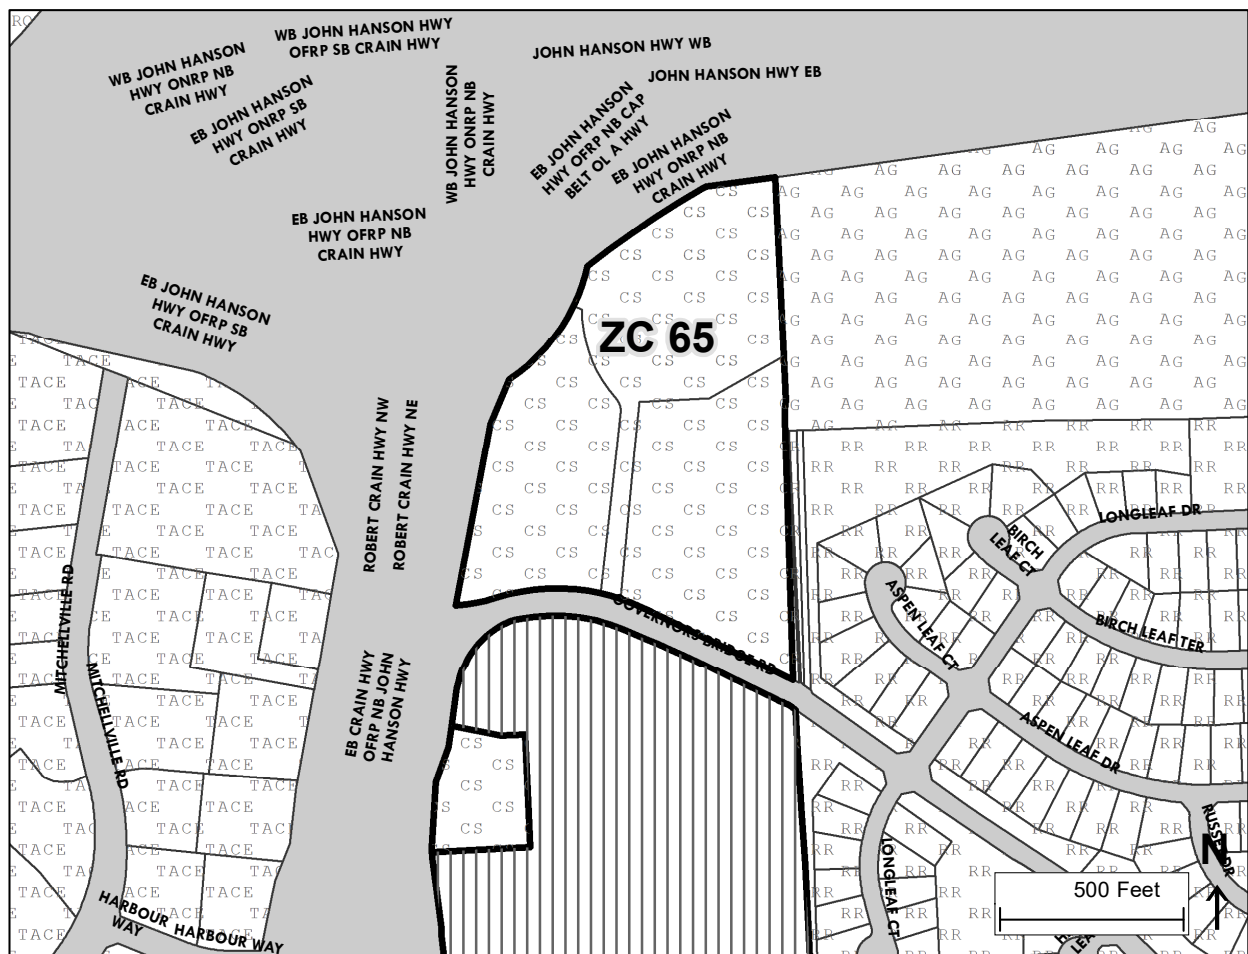 WB JOHN HANSON
HWY OFRP SB CRAIN HWY
WB JOHN HANSON
HWY ONRP NB
CRAIN HWY
EB JOHN HANSON
HWY ONRP SB
CRAIN HWY
WB JOHN HANSON
HWY ONRP NB
CRAIN HWY
JOHN HANSON HWY WB
JOHN HANSON HWY EB
EB JOHN HANSON
HWY OFRP NB CAP
BELT OL A HWY
EB JOHN HANSON
HWY ONRP NB
CRAIN HWY
EB JOHN HANSON
HWY OFRP NB
CRAIN HWY
EB JOHN HANSON
HWY OFRP SB
CRAIN HWY
AG
CS
ZC 65
TACE
RR
ROBERT CRAIN HWY NW
ROBERT CRAIN HWY NE
LONGLEAF DR
BIRCH
LEAF CT
ASPEN LEAF CT
GOVERNORS BRIDGE RD
BIRCH LEAF TER
MITCHELLVILLE RD
MITCHELLVILLE RD
EB CRAIN HWY
OFRP NB JOHN
HANSON HWY
ASPEN LEAF DR
LONGLEAF CT
N
500 Feet
HARBOUR
WAY
HARBOUR WAY